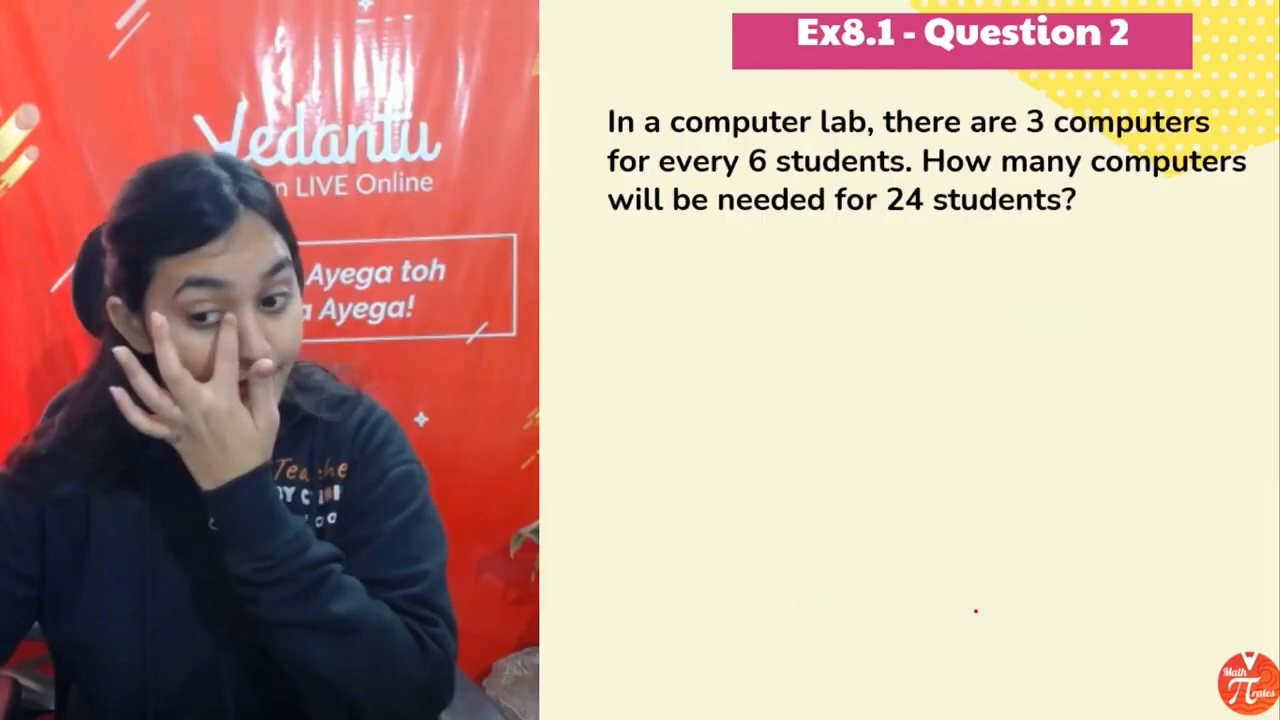 Ex8.1 - Question 2
In a computer lab, there are 3 computers
for every 6 students. How many computers
will be needed for 24 students?
Vedantu
LIVE Online
Ayega toh
Ayega!
Math
π rates